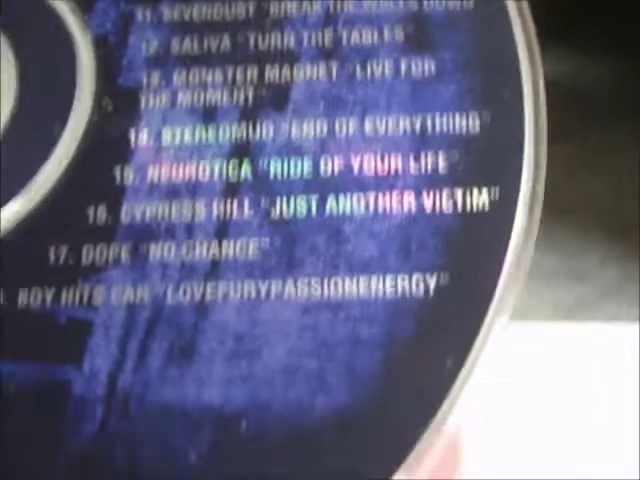 11. SEVENDUST "BREAK THE WALLS DOWN"
12. SALIVA "TURN THE TABLES"
13. MONSTER MAGNET "LIVE FOR
THE MOMENT"
14. STEREOMUD "END OF EVERYTHING"
15. NEUROTICA "RIDE OF YOUR LIFE"
16. CYPRESS HILL "JUST ANOTHER VICTIM"
17. DOPE "NO CHANCE"
BOY HITS CAR "LOVEFURYPASSIONENERGY"